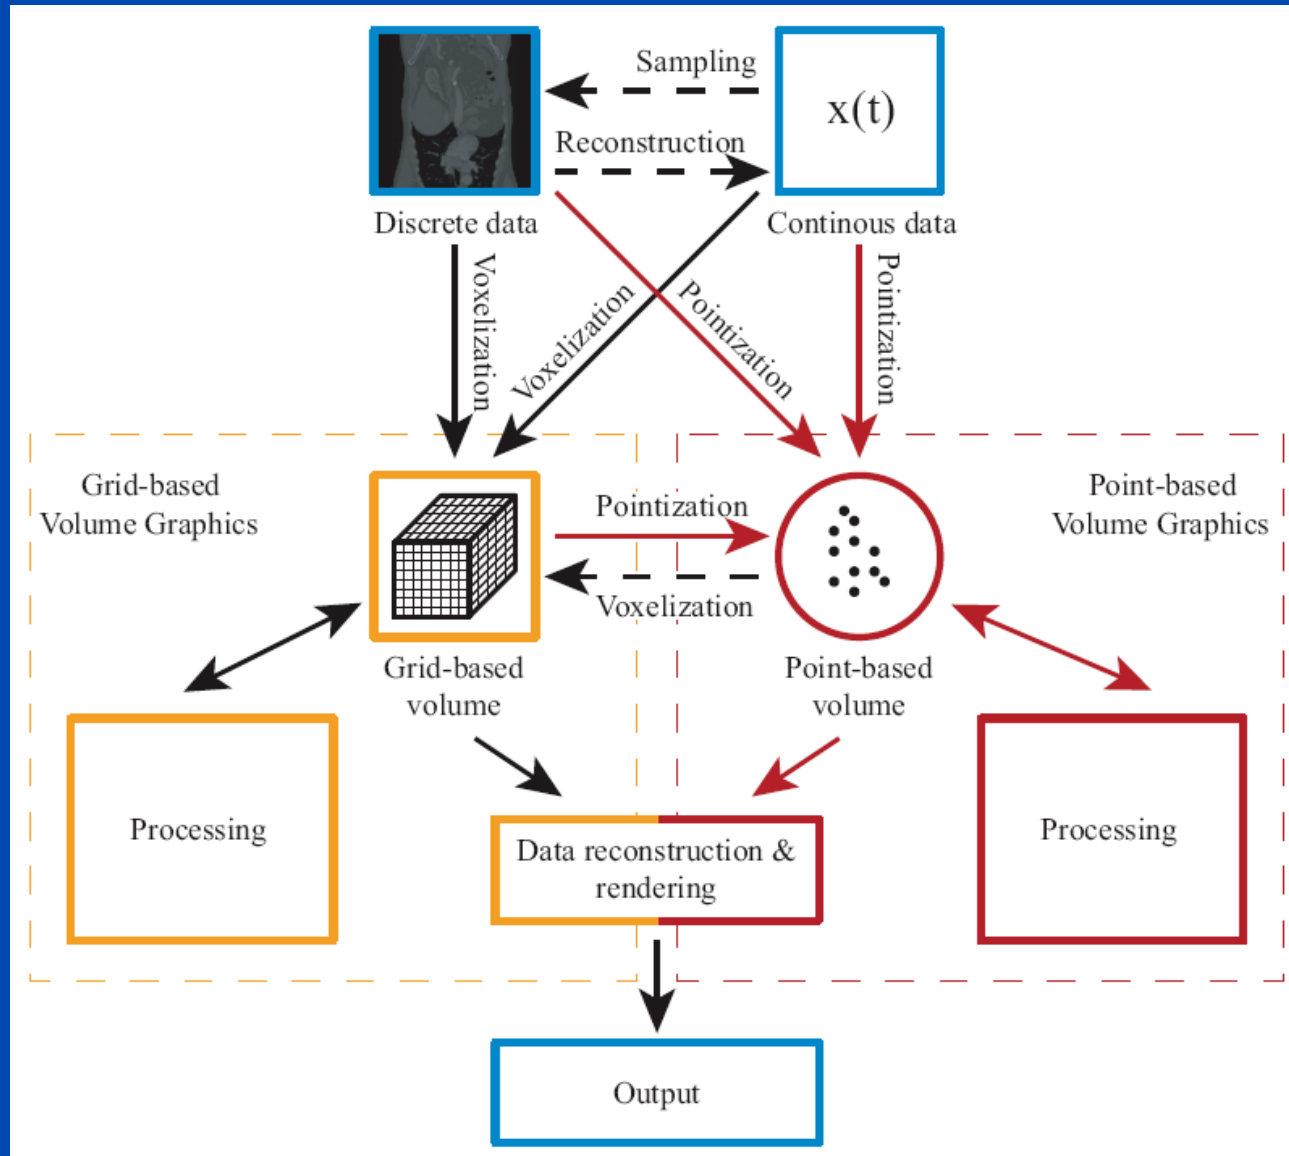 Sampling
x(t)
Reconstruction
Discrete data
Continous data
Voxelization
Voxelization
Pointization
Pointization
Grid-based
Volume Graphics
Point-based
Volume Graphics
Pointization
Voxelization
Grid-based
volume
Point-based
volume
Processing
Data reconstruction &
rendering
Processing
Output